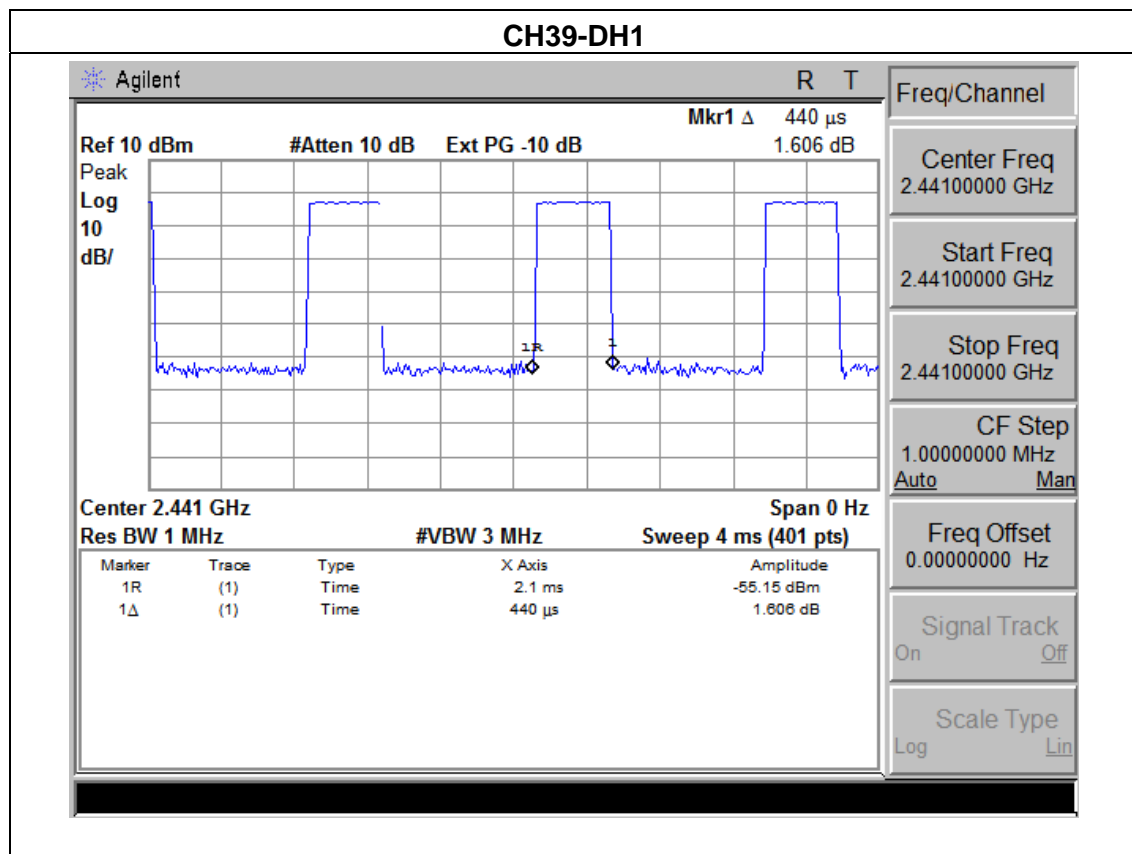 CH39-DH1
Agilent R T
Mkr1 Δ 440 μs
Ref 10 dBm #Atten 10 dB Ext PG -10 dB 1.606 dB
Peak
Log
10
dB/
1R
1
Center 2.441 GHz Span 0 Hz
Res BW 1 MHz #VBW 3 MHz Sweep 4 ms (401 pts)
Marker Trace Type X Axis Amplitude
1R (1) Time 2.1 ms -55.15 dBm
1Δ (1) Time 440 μs 1.606 dB
Freq/Channel
Center Freq
2.44100000 GHz
Start Freq
2.44100000 GHz
Stop Freq
2.44100000 GHz
CF Step
1.00000000 MHz
Auto Man
Freq Offset
0.00000000 Hz
Signal Track
On Off
Scale Type
Log Lin